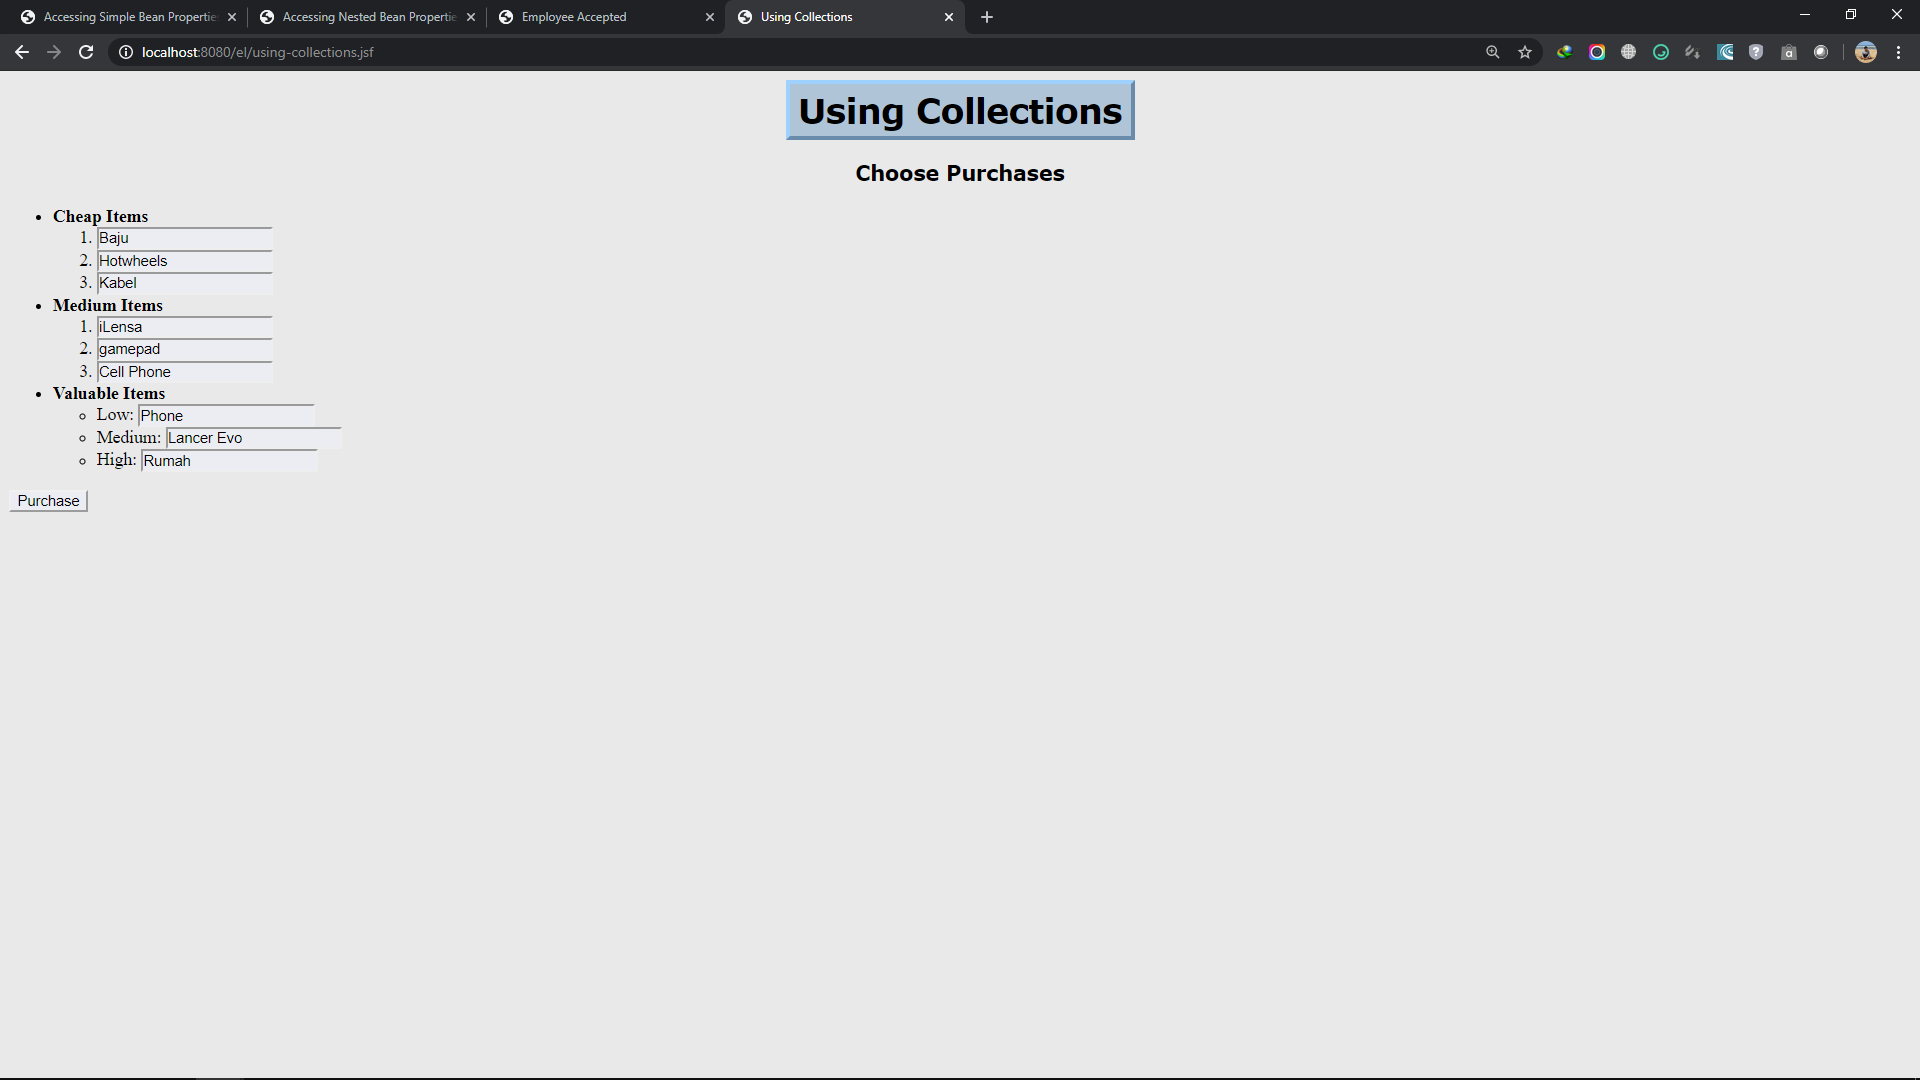 Accessing Simple Bean Propertie
Accessing Nested Bean Propertie
Employee Accepted
Using Collections
localhost:8080/el/using-collections.jsf
Using Collections
Choose Purchases
Cheap Items
1. Baju
2. Hotwheels
3. Kabel
Medium Items
1. iLensa
2. gamepad
3. Cell Phone
Valuable Items
Low: Phone
Medium: Lancer Evo
High: Rumah
Purchase